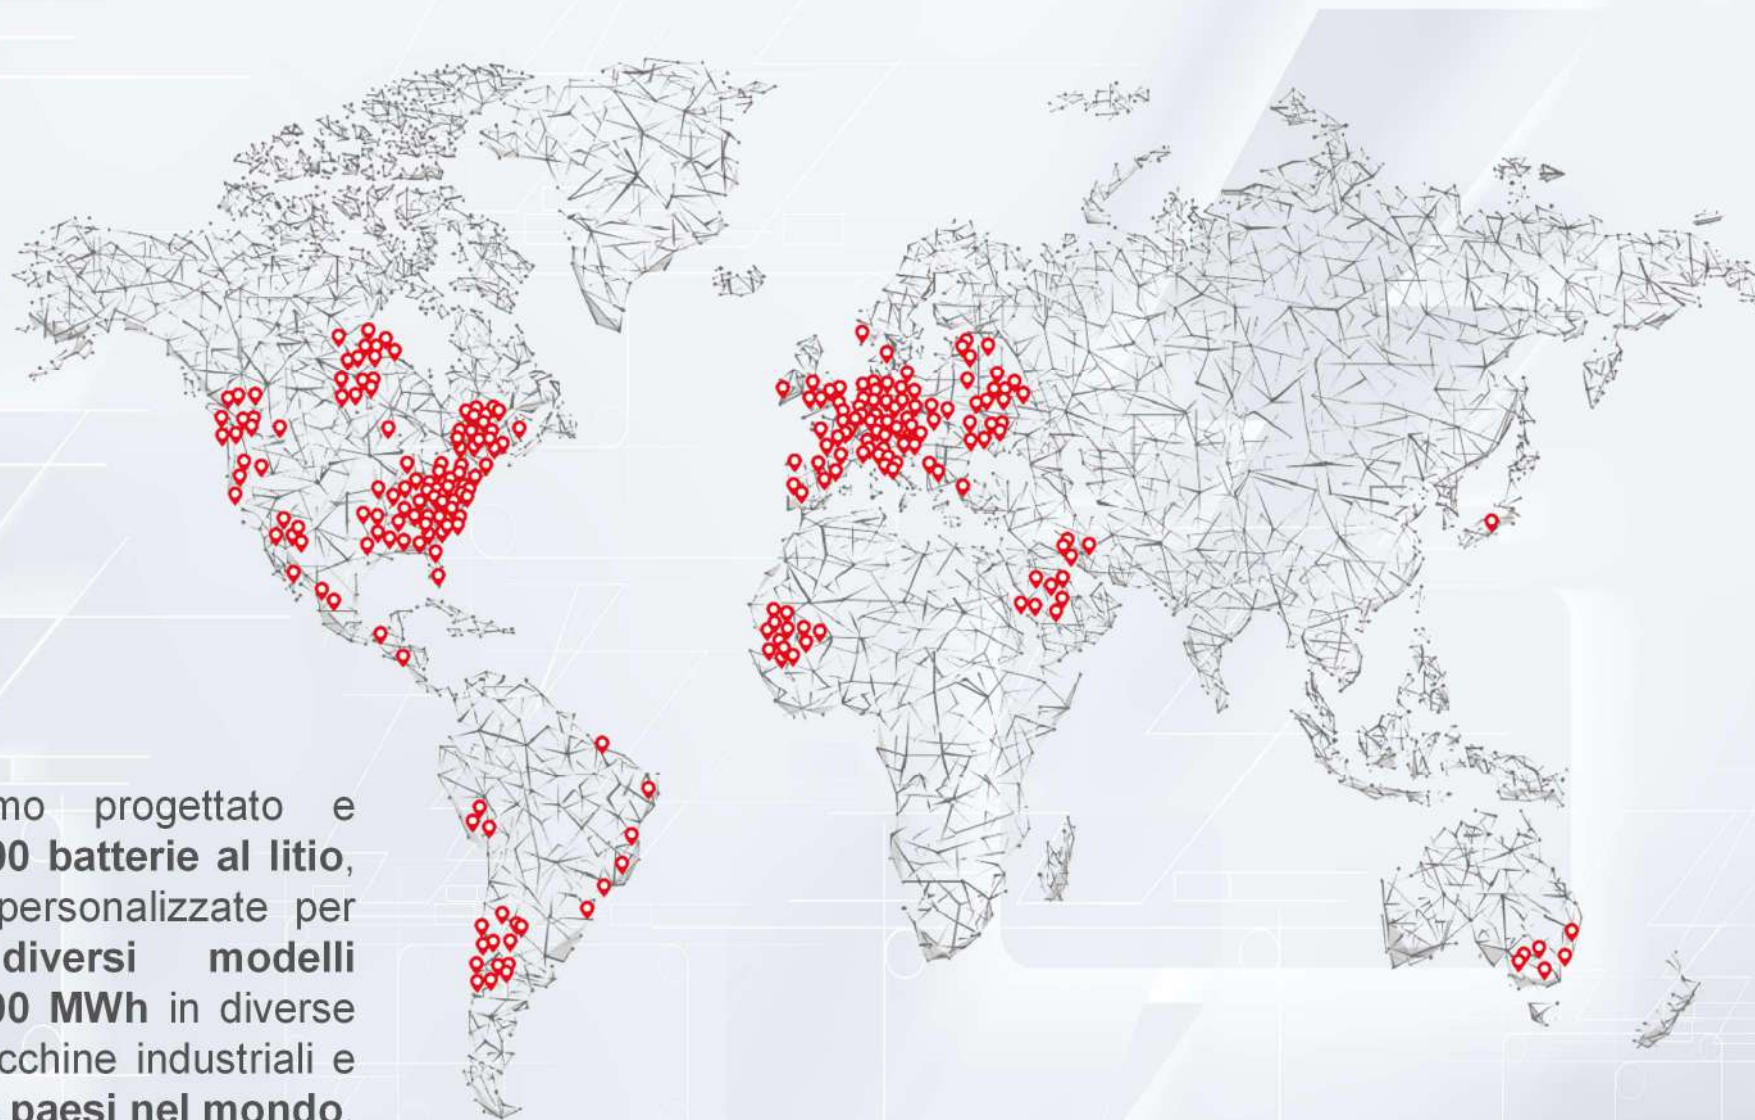 mo progettato e
00 batterie al litio,
personalizzate per
diversi modelli
00 MWh in diverse
cchine industriali e
paesi nel mondo.